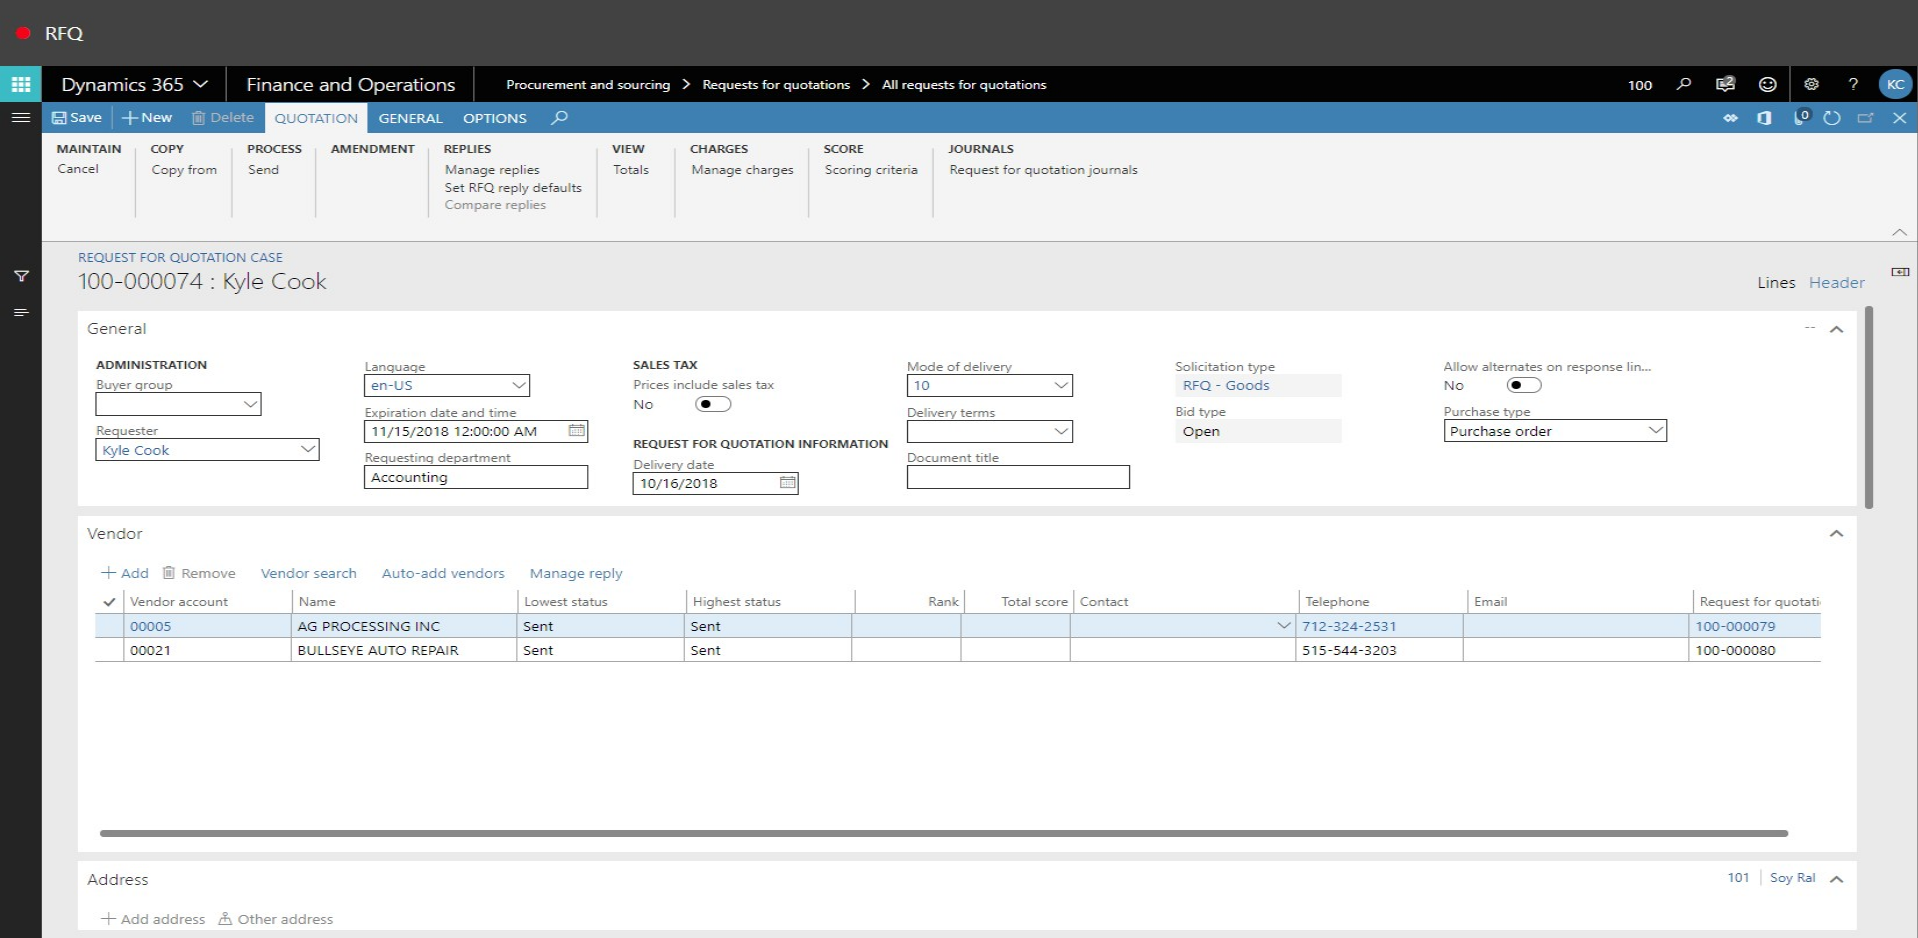 RFQ
Dynamics 365
Finance and Operations
Procurement and sourcing > Requests for quotations > All requests for quotations
100
2
?
KC
Save
New
Delete
QUOTATION
GENERAL
OPTIONS
0
MAINTAIN
Cancel
COPY
Copy from
PROCESS
Send
AMENDMENT
REPLIES
Manage replies
Set RFQ reply defaults
Compare replies
VIEW
Totals
CHARGES
Manage charges
SCORE
Scoring criteria
JOURNALS
Request for quotation journals
REQUEST FOR QUOTATION CASE
100-000074 : Kyle Cook
Lines Header
General
--
ADMINISTRATION
Buyer group
Requester
Kyle Cook
Language
en-US
Expiration date and time
11/15/2018 12:00:00 AM
Requesting department
Accounting
SALES TAX
Prices include sales tax
No
REQUEST FOR QUOTATION INFORMATION
Delivery date
10/16/2018
Mode of delivery
10
Delivery terms
Document title
Solicitation type
RFQ - Goods
Bid type
Open
Allow alternates on response lin...
No
Purchase type
Purchase order
Vendor
Add Remove Vendor search Auto-add vendors Manage reply
Vendor account Name Lowest status Highest status Rank Total score Contact Telephone Email Request for quotati
00005 AG PROCESSING INC Sent Sent 712-324-2531 100-000079
00021 BULLSEYE AUTO REPAIR Sent Sent 515-544-3203 100-000080
Address
101 Soy Ral
Add address Other address